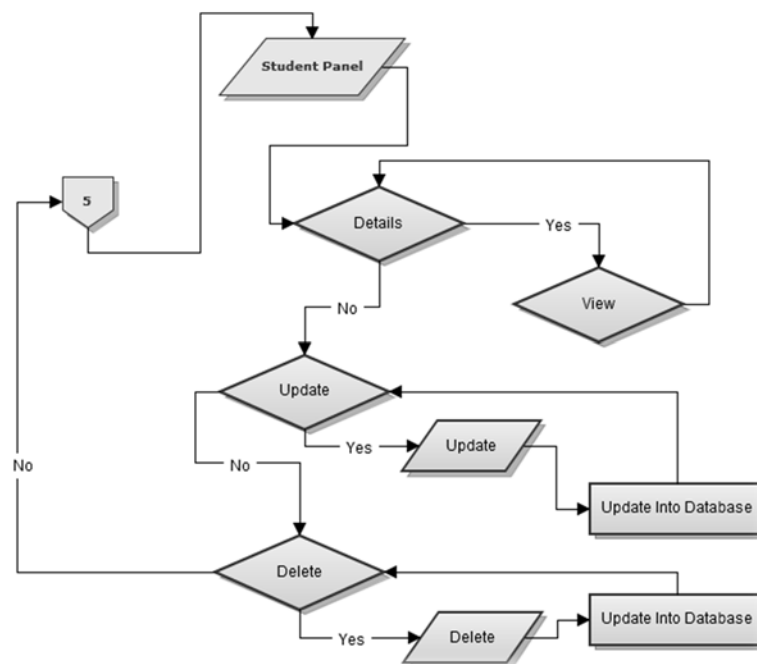 Student Panel
5
Details
Yes
View
No
Update
Yes
Update
No
No
Update Into Database
Delete
Yes
Delete
Update Into Database